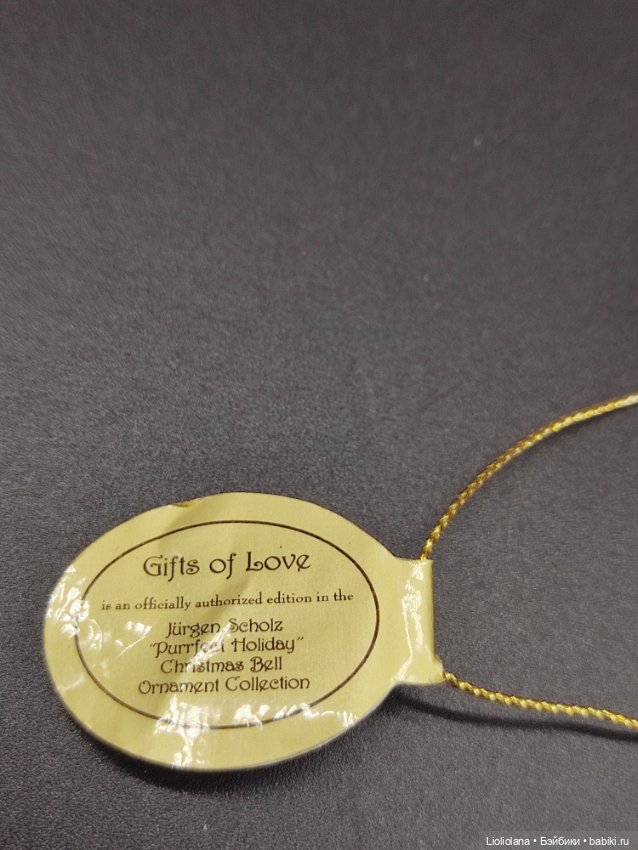 Gifts of Love
is an officially authorized edition in the
Jürgen Scholz
"Purrfect Holiday"
Christmas Bell
Ornament Collection
Lioliolana • Бэйбики • babiki.ru